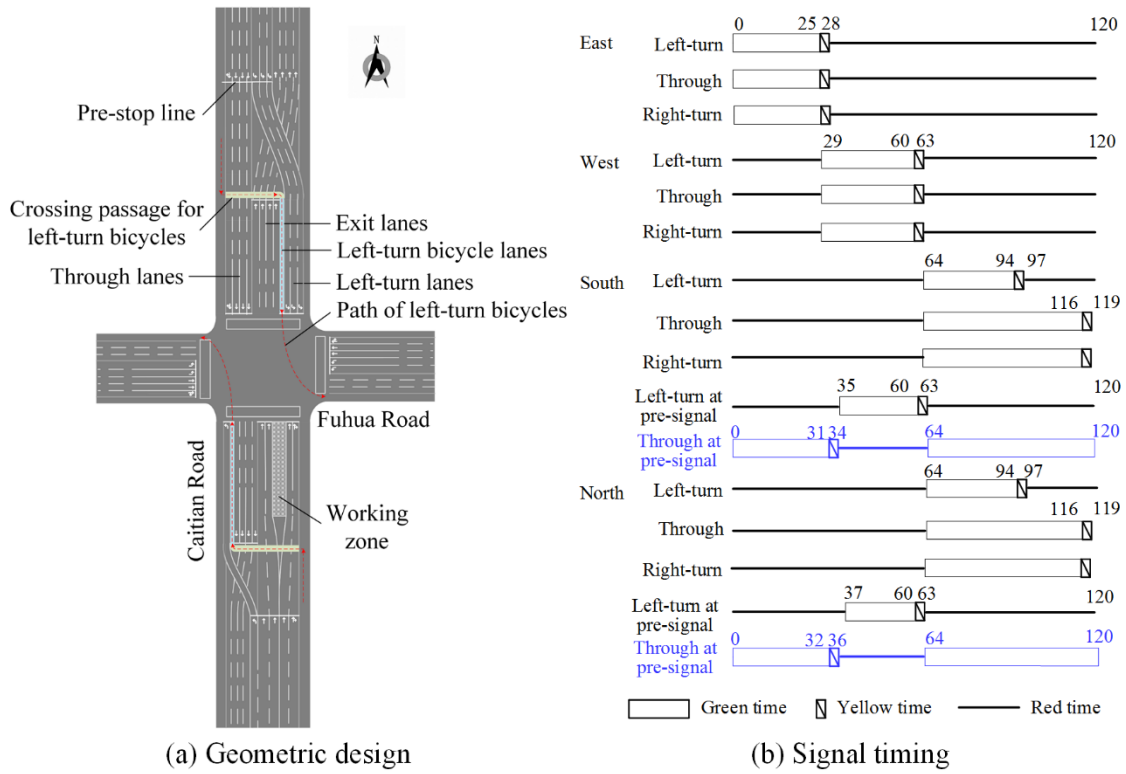 N
Pre-stop line
Crossing passage for
left-turn bicycles
Through lanes
Exit lanes
Left-turn bicycle lanes
Left-turn lanes
Path of left-turn bicycles
Fuhua Road
Caitian Road
Working
zone
(a) Geometric design
0 25 28 120
East Left-turn
Through
Right-turn
29 60 63 120
West Left-turn
Through
Right-turn
64 94 97
South Left-turn
116 119
Through
Right-turn
35 60 63 120
Left-turn at
pre-signal
0 31 34 64 120
Through at
pre-signal
64 94 97
North Left-turn
116 119
Through
Right-turn
37 60 63 120
Left-turn at
pre-signal
0 32 36 64 120
Through at
pre-signal
Green time Yellow time Red time
(b) Signal timing